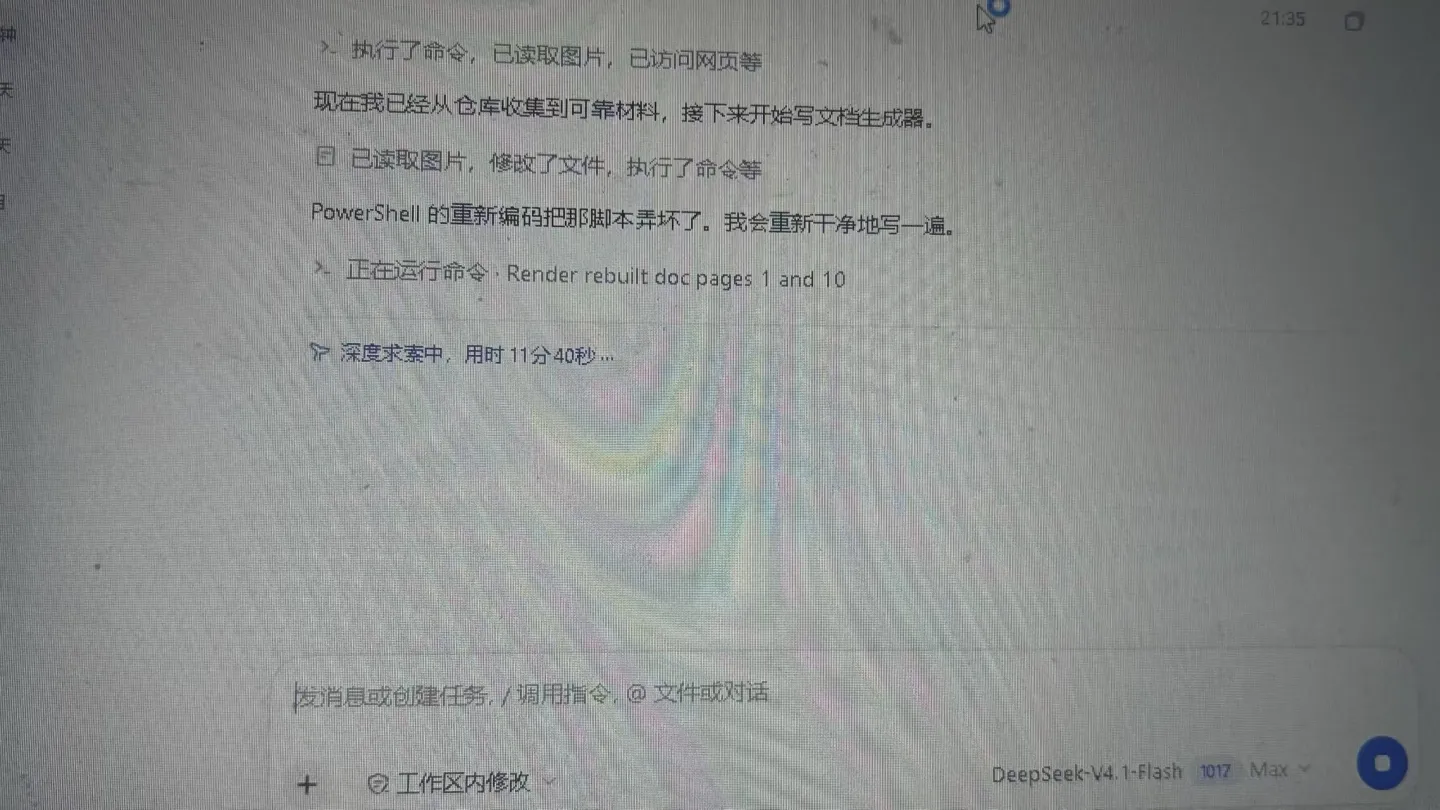 21:35
钟
执行了命令，已读取图片，已访问网页等
天
现在我已经从仓库收集到可靠材料，接下来开始写文档生成器。
天
已读取图片，修改了文件，执行了命令等
PowerShell 的重新编码把那脚本弄坏了。我会重新干净地写一遍。
正在运行命令 · Render rebuilt doc pages 1 and 10
深度求索中，用时 11分 40秒 ...
发消息或创建任务, / 调用指令, @ 文件或对话
+ 工作区内修改
DeepSeek-V4.1-Flash 1017 Max